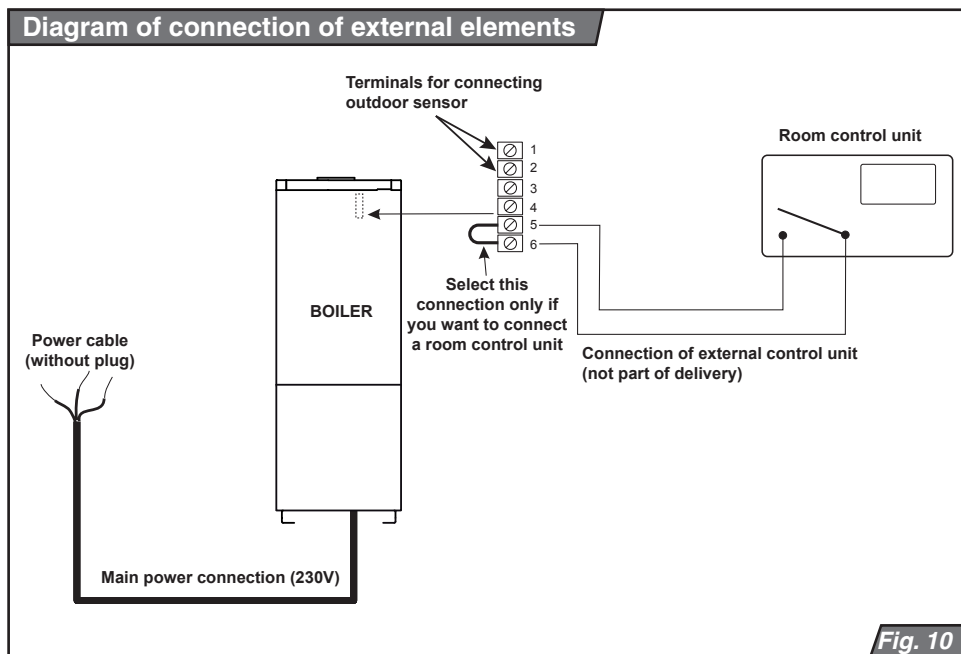 Diagram of connection of external elements
Terminals for connecting
outdoor sensor
Room control unit
1
2
3
4
5
6
BOILER
Select this
connection only if
you want to connect
a room control unit
Power cable
(without plug)
Connection of external control unit
(not part of delivery)
Main power connection (230V)
Fig. 10